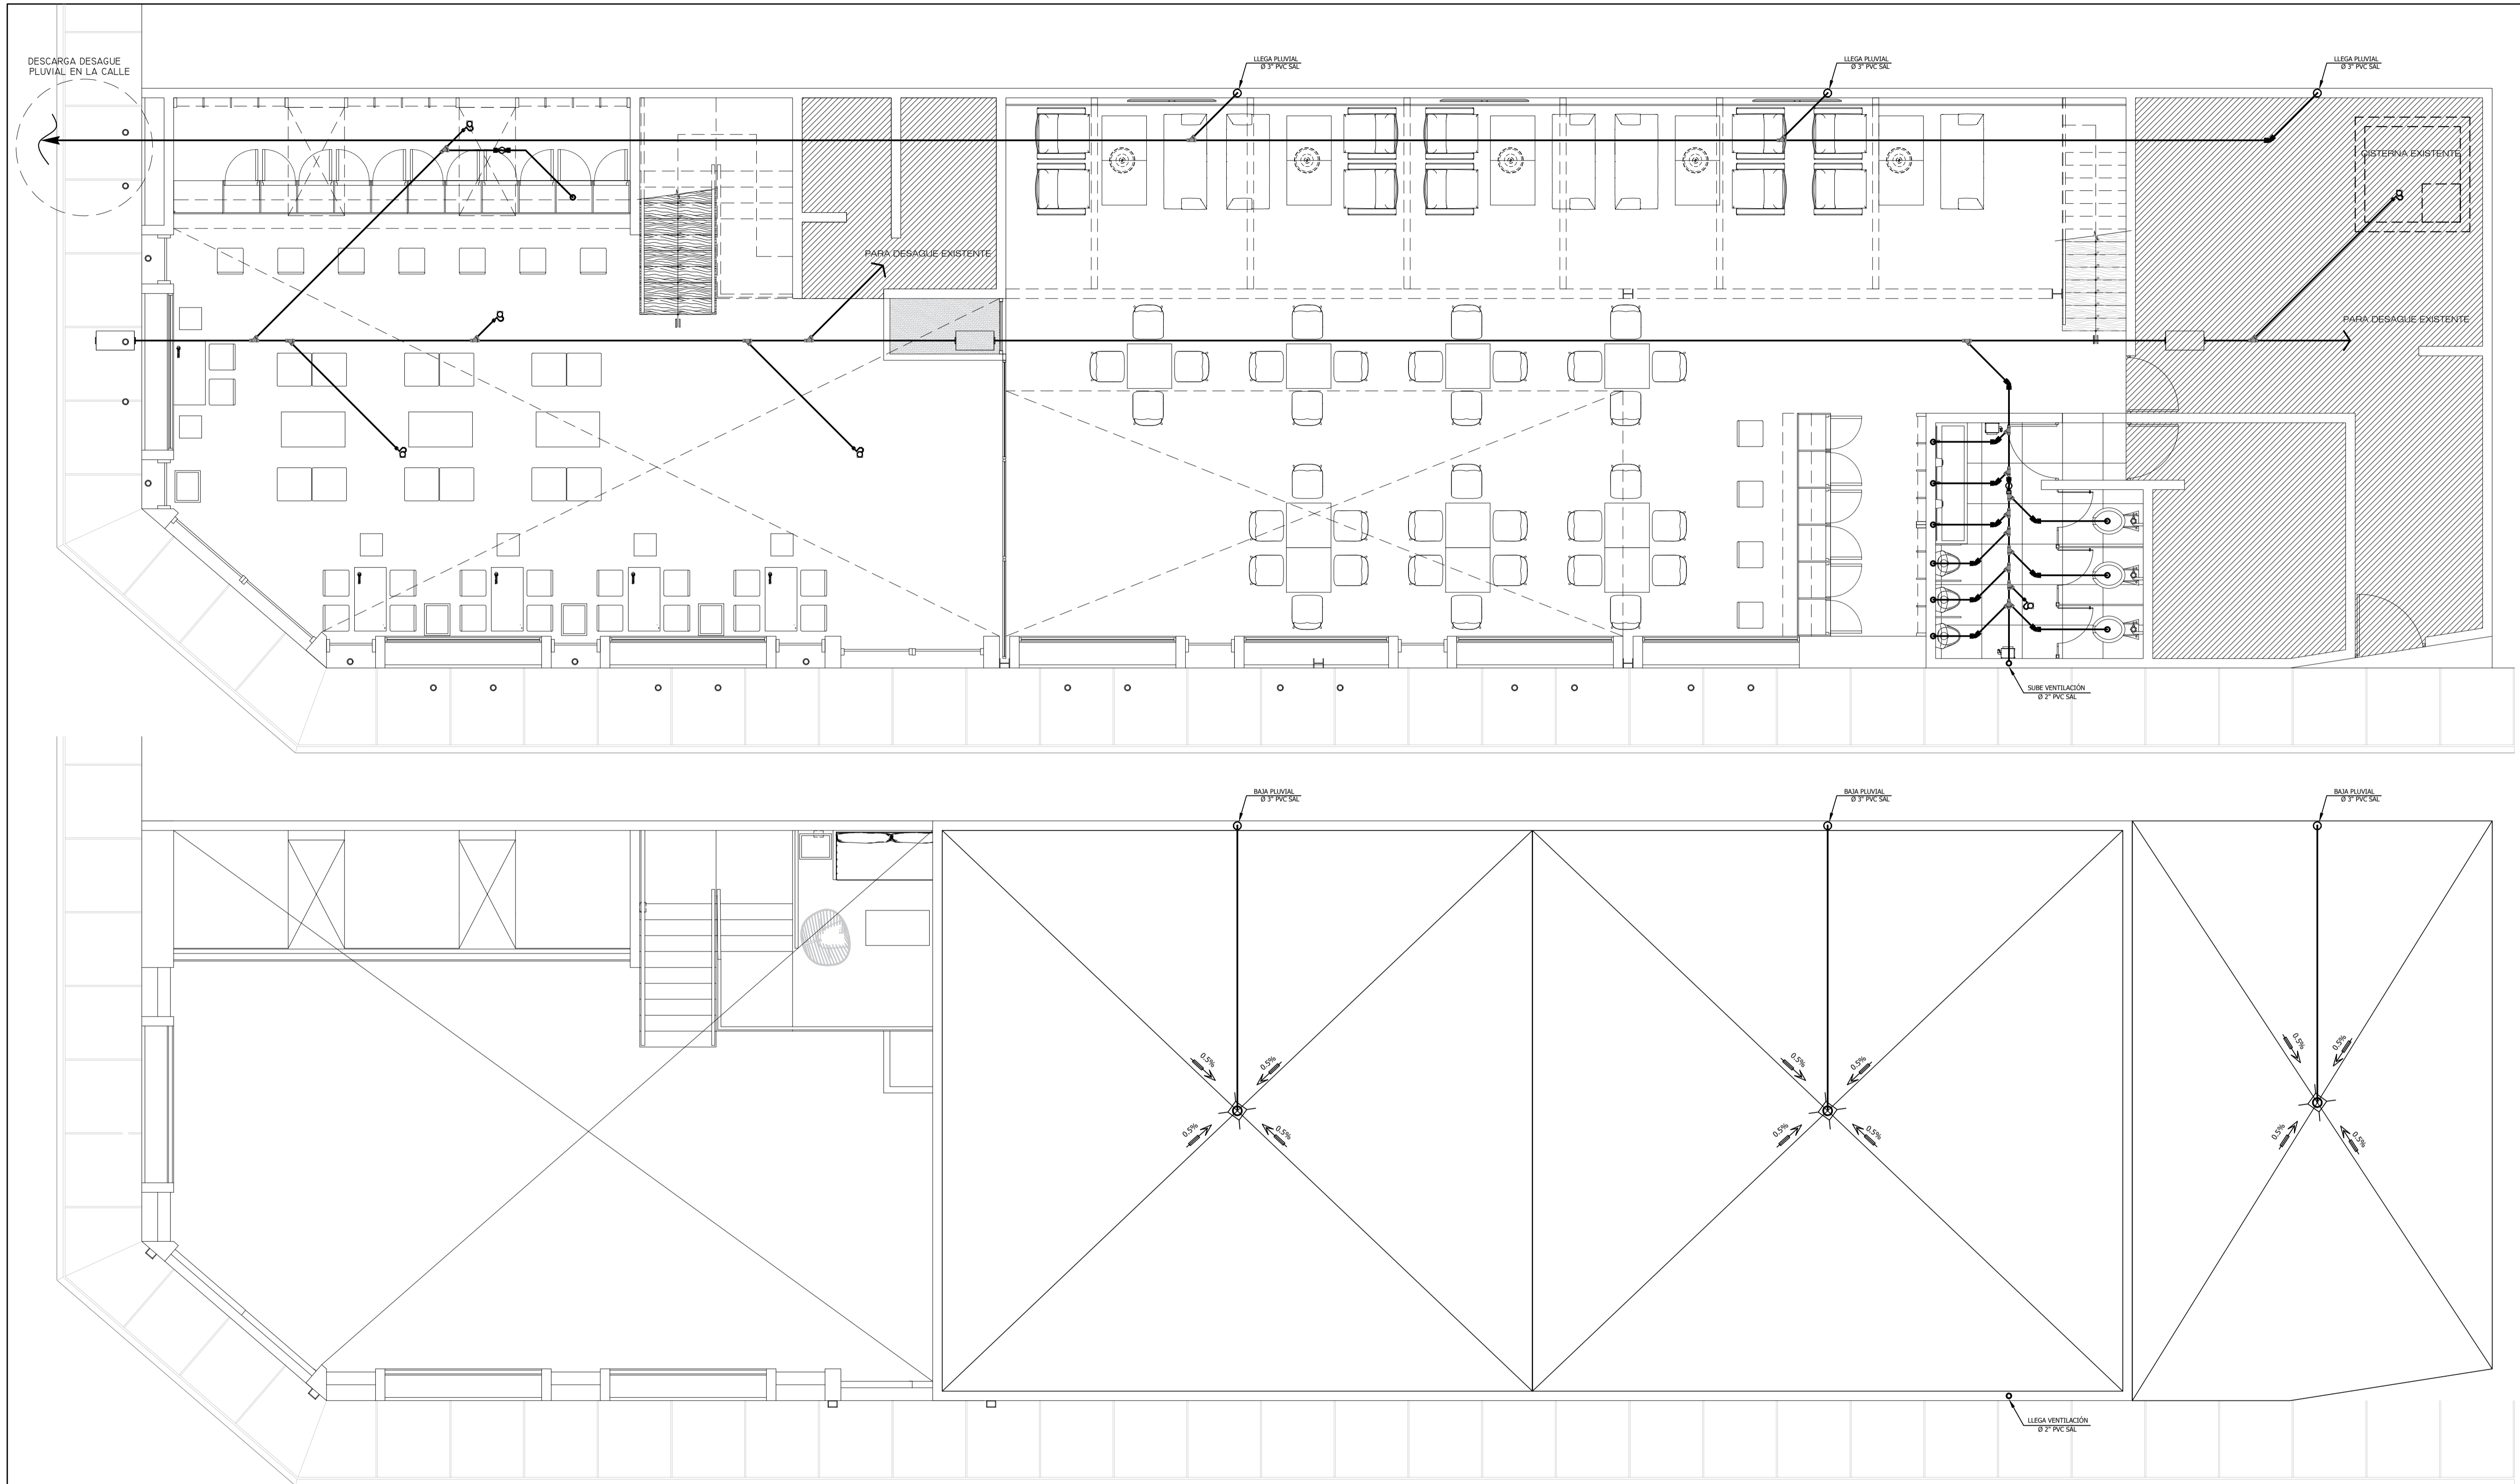 DESCARGA DESAGUE
PLUVIAL EN LA CALLE
LLEGA PLUVIAL
Ø 3" PVC SAL
LLEGA PLUVIAL
Ø 3" PVC SAL
LLEGA PLUVIAL
Ø 3" PVC SAL
CISTERNA EXISTENTE
PARA DESAGUE EXISTENTE
PARA DESAGUE EXISTENTE
SUBE VENTILACIÓN
Ø 2" PVC SAL
BAJA PLUVIAL
Ø 3" PVC SAL
BAJA PLUVIAL
Ø 3" PVC SAL
BAJA PLUVIAL
Ø 3" PVC SAL
0.5%
0.5%
0.5%
0.5%
0.5%
0.5%
0.5%
0.5%
0.5%
0.5%
0.5%
0.5%
LLEGA VENTILACIÓN
Ø 2" PVC SAL